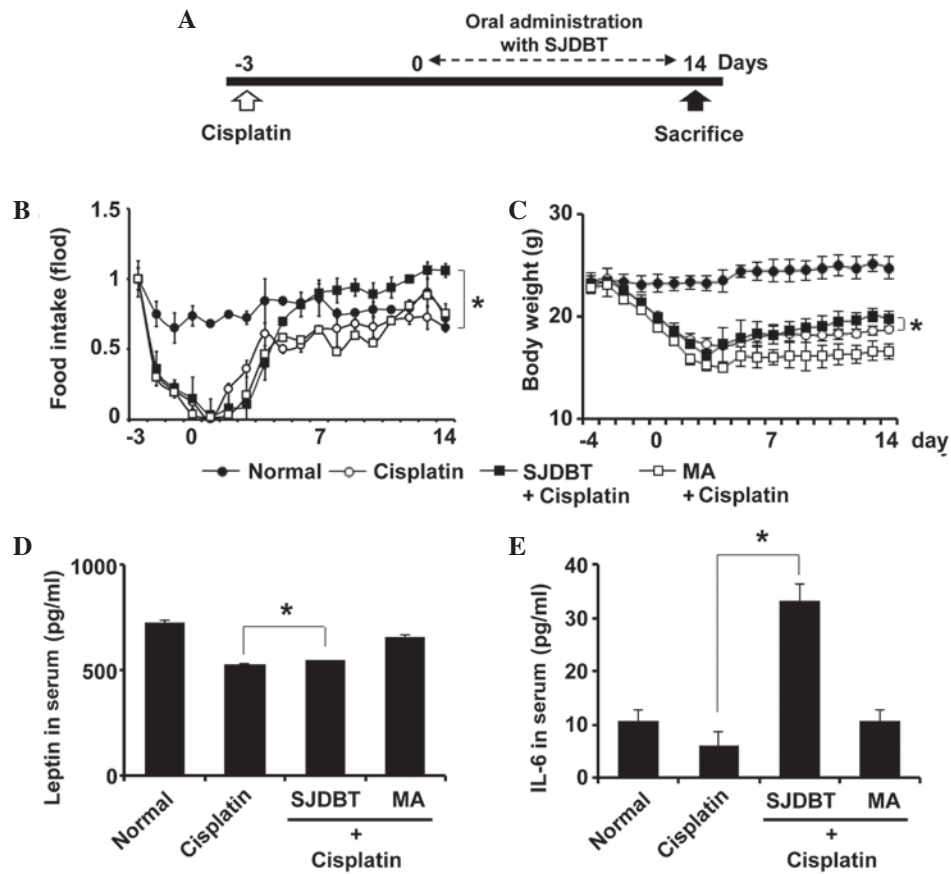 A
Oral administration
with SJDBT
-3
0
14
Days
Cisplatin
Sacrifice
B
Food intake (flod)
1.5
1
0.5
0
-3
0
7
14
*
C
Body weight (g)
30
20
10
-4
0
7
14
day
*
Normal
Cisplatin
SJDBT
+ Cisplatin
MA
+ Cisplatin
D
Leptin in serum (pg/ml)
1000
500
0
*
Normal
Cisplatin
SJDBT
MA
+
Cisplatin
E
IL-6 in serum (pg/ml)
40
30
20
10
0
*
Normal
Cisplatin
SJDBT
MA
+
Cisplatin